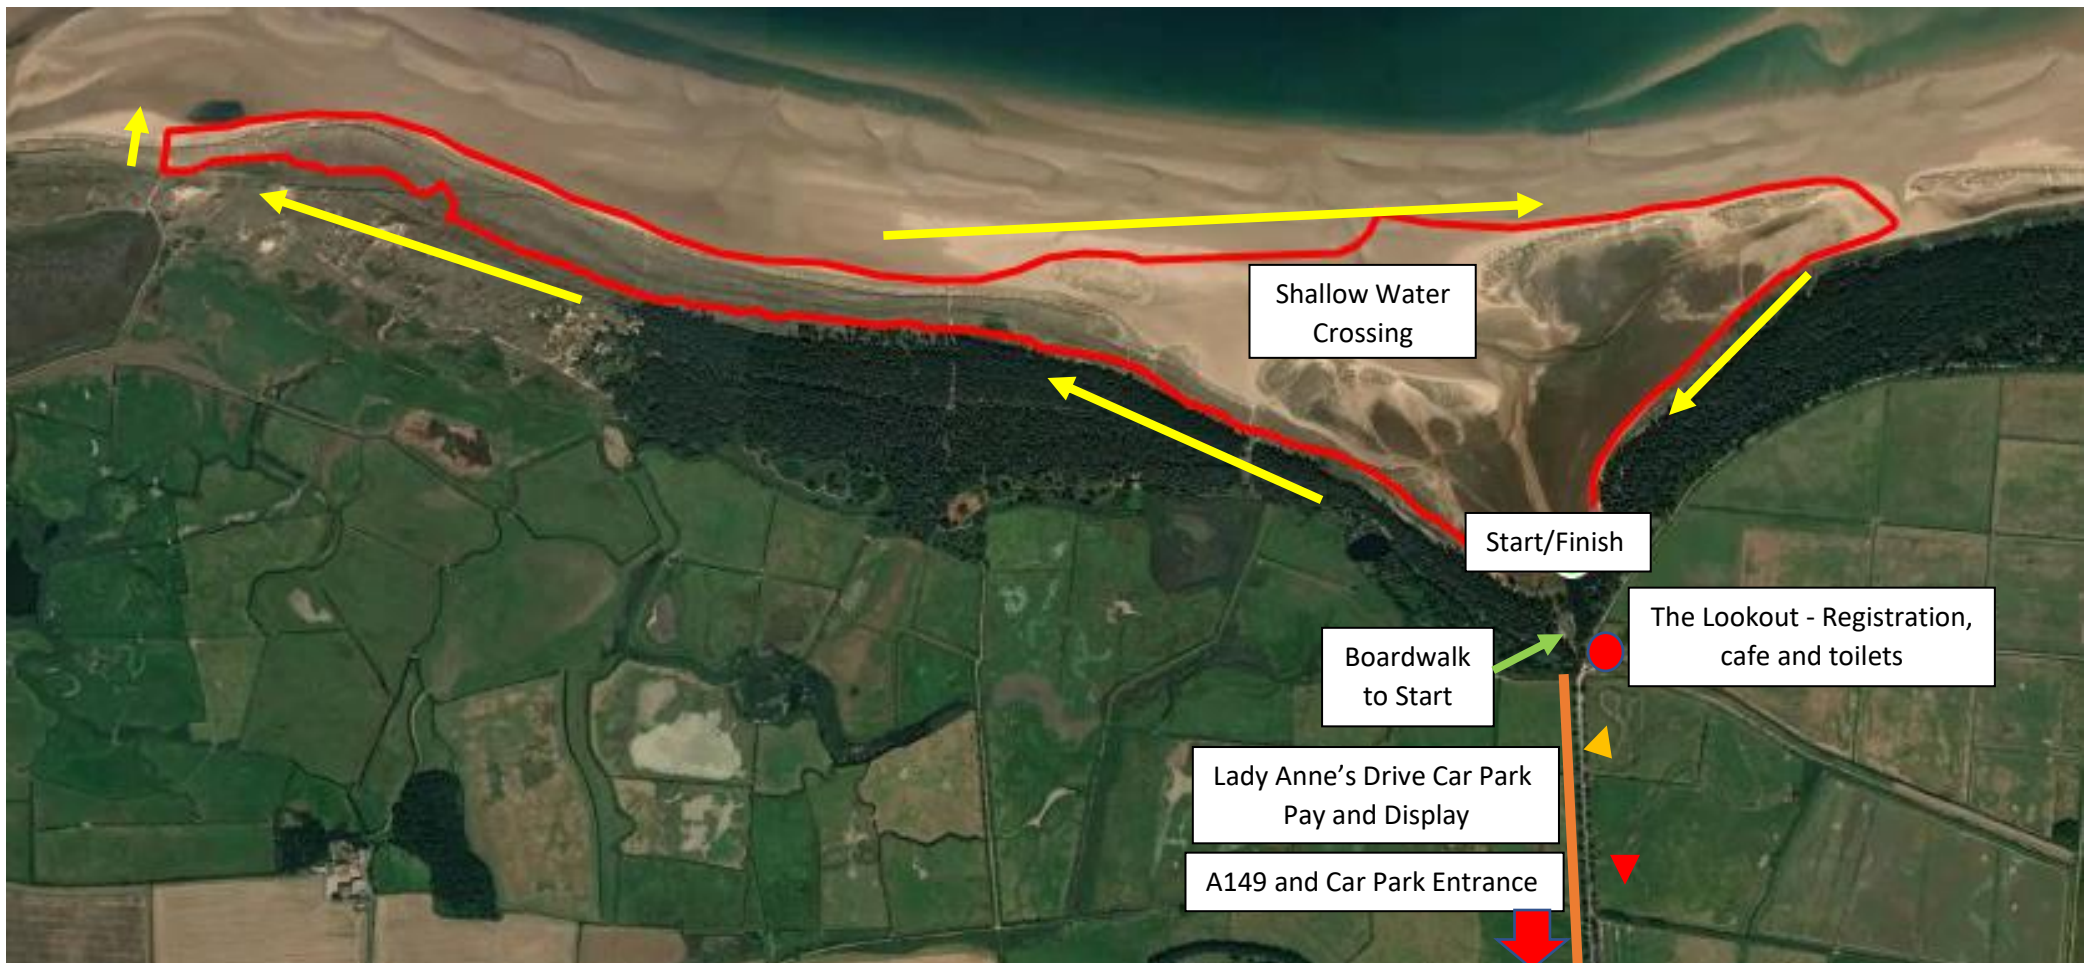 Shallow Water
Crossing
Start/Finish
The Lookout - Registration,
cafe and toilets
Boardwalk
to Start
Lady Anne’s Drive Car Park
Pay and Display
A149 and Car Park Entrance